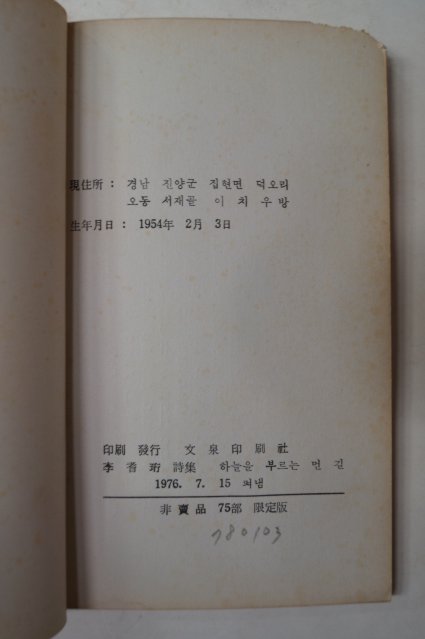 現住所 : 경남 진양군 집현면 덕오리
오동 서재골 이 치 우 방
生年月日 : 1954年 2月 3日
印刷 發行 文 泉 印 刷 社
李 蒼 珩 詩集 하늘을 부르는 먼 길
1976. 7. 15 펴냄
非 賣 品 75部 限定版
780103